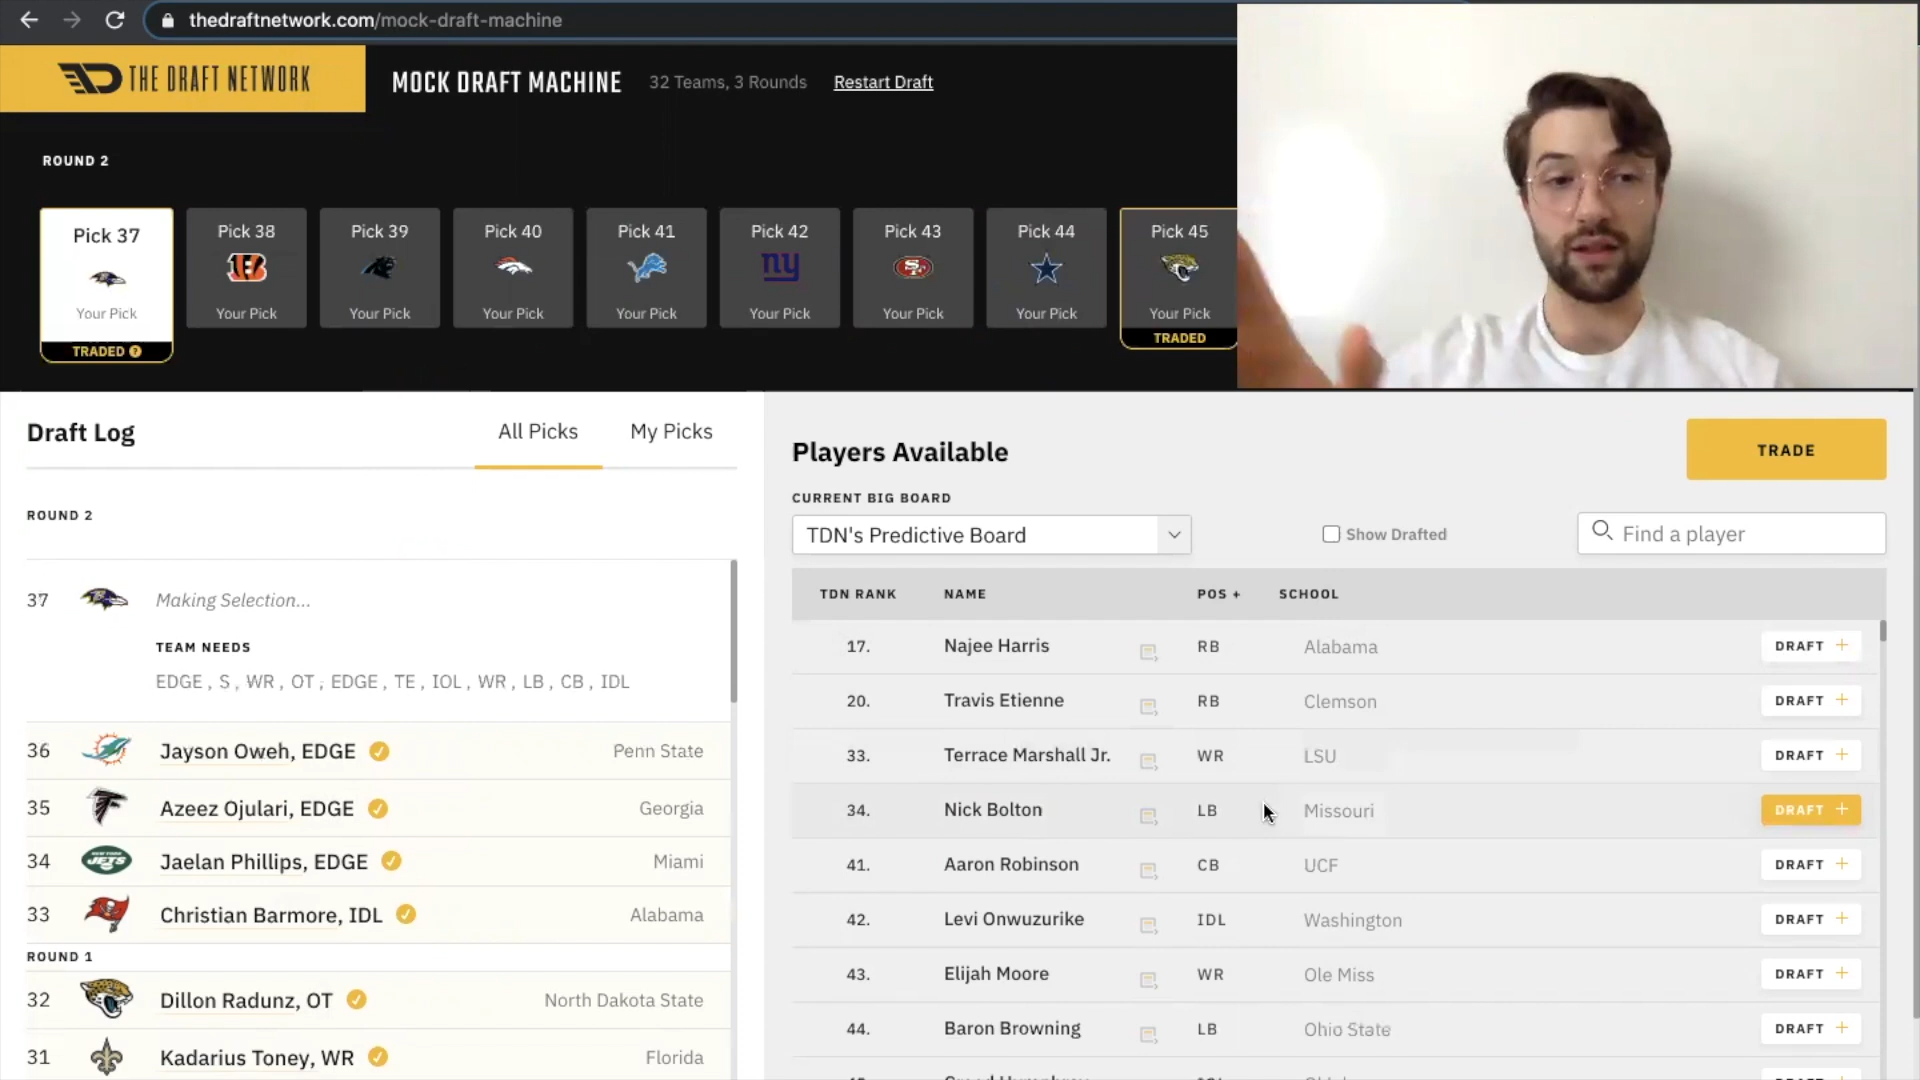 thedraftnetwork.com/mock-draft-machine
THE DRAFT NETWORK
MOCK DRAFT MACHINE
32 Teams, 3 Rounds
Restart Draft
ROUND 2
Pick 37
Your Pick
TRADED ?
Pick 38
Your Pick
Pick 39
Your Pick
Pick 40
Your Pick
Pick 41
Your Pick
Pick 42
ny
Your Pick
Pick 43
SF
Your Pick
Pick 44
Your Pick
Pick 45
Your Pick
TRADED
Draft Log
All Picks
My Picks
ROUND 2
37 Making Selection...
TEAM NEEDS
EDGE , S , WR , OT , EDGE , TE , IOL , WR , LB , CB , IDL
36 Jayson Oweh, EDGE Penn State
35 Azeez Ojulari, EDGE Georgia
34 JETS Jaelan Phillips, EDGE Miami
33 Christian Barmore, IDL Alabama
ROUND 1
32 Dillon Radunz, OT North Dakota State
31 Kadarius Toney, WR Florida
Players Available
TRADE
CURRENT BIG BOARD
TDN's Predictive Board
Show Drafted
Find a player
TDN RANK NAME POS + SCHOOL
17. Najee Harris RB Alabama DRAFT +
20. Travis Etienne RB Clemson DRAFT +
33. Terrace Marshall Jr. WR LSU DRAFT +
34. Nick Bolton LB Missouri DRAFT +
41. Aaron Robinson CB UCF DRAFT +
42. Levi Onwuzurike IDL Washington DRAFT +
43. Elijah Moore WR Ole Miss DRAFT +
44. Baron Browning LB Ohio State DRAFT +